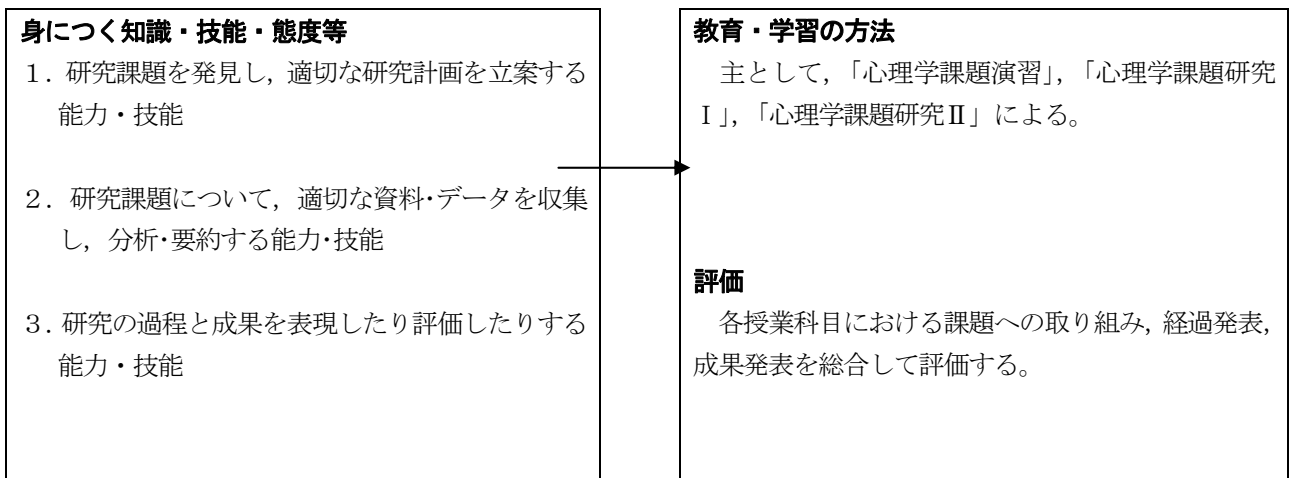 身につく知識・技能・態度等
１．研究課題を発見し，適切な研究計画を立案する
能力・技能
２．研究課題について，適切な資料・データを収集
し，分析・要約する能力・技能
３．研究の過程と成果を表現したり評価したりする
能力・技能
教育・学習の方法
主として，「心理学課題演習」，「心理学課題研究
Ⅰ」，「心理学課題研究Ⅱ」による。
評価
各授業科目における課題への取り組み，経過発表，
成果発表を総合して評価する。